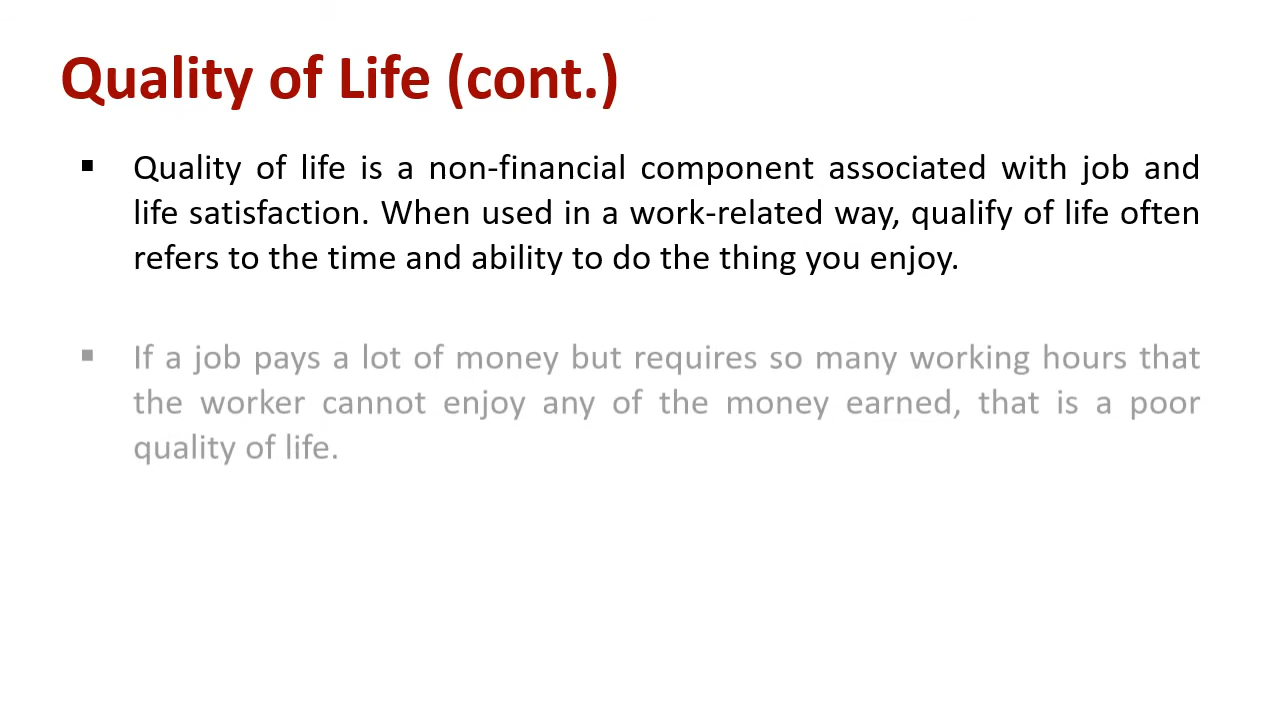 Quality of Life (cont.)
▪ Quality of life is a non-financial component associated with job and
life satisfaction. When used in a work-related way, qualify of life often
refers to the time and ability to do the thing you enjoy.
▪ If a job pays a lot of money but requires so many working hours that
the worker cannot enjoy any of the money earned, that is a poor
quality of life.